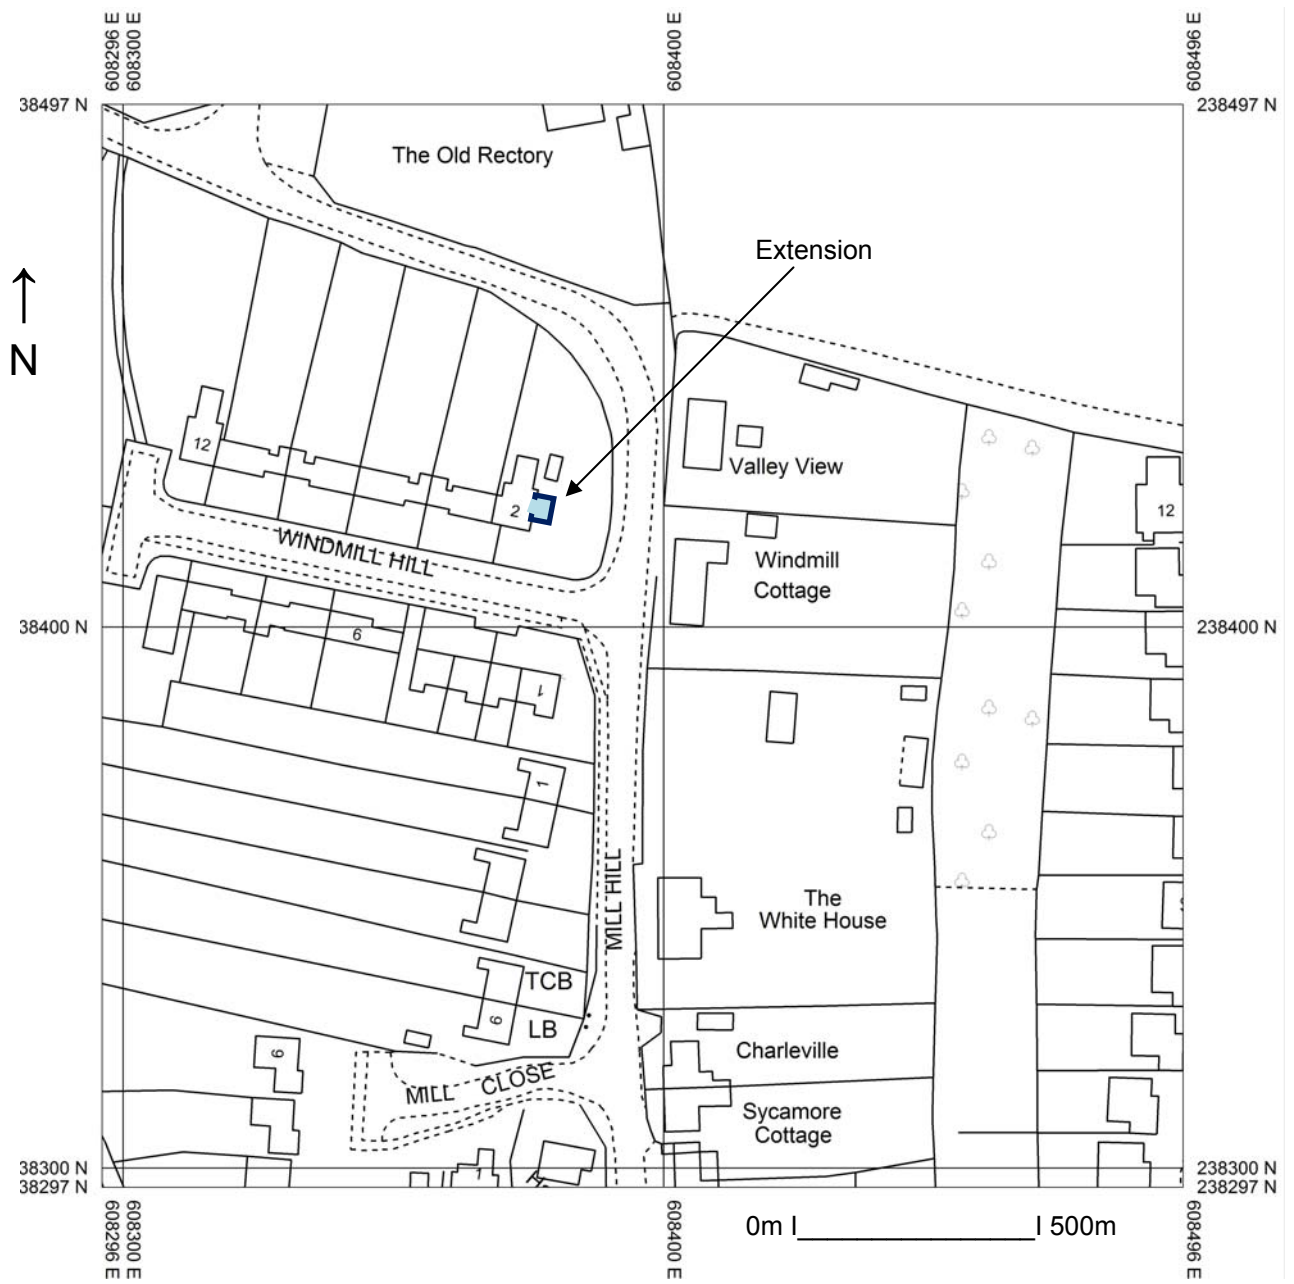 608296 E
608300 E
608400 E
608496 E
38497 N
238497 N
The Old Rectory
Extension
N
12
Valley View
2
12
WINDMILL HILL
Windmill
Cottage
38400 N
238400 N
6
1
1
MILL HILL
The
White House
TCB
6
LB
Charleville
6
MILL CLOSE
Sycamore
Cottage
1
38300 N
238300 N
38297 N
238297 N
608296 E
608300 E
608400 E
608496 E
0m I_________________I 500m